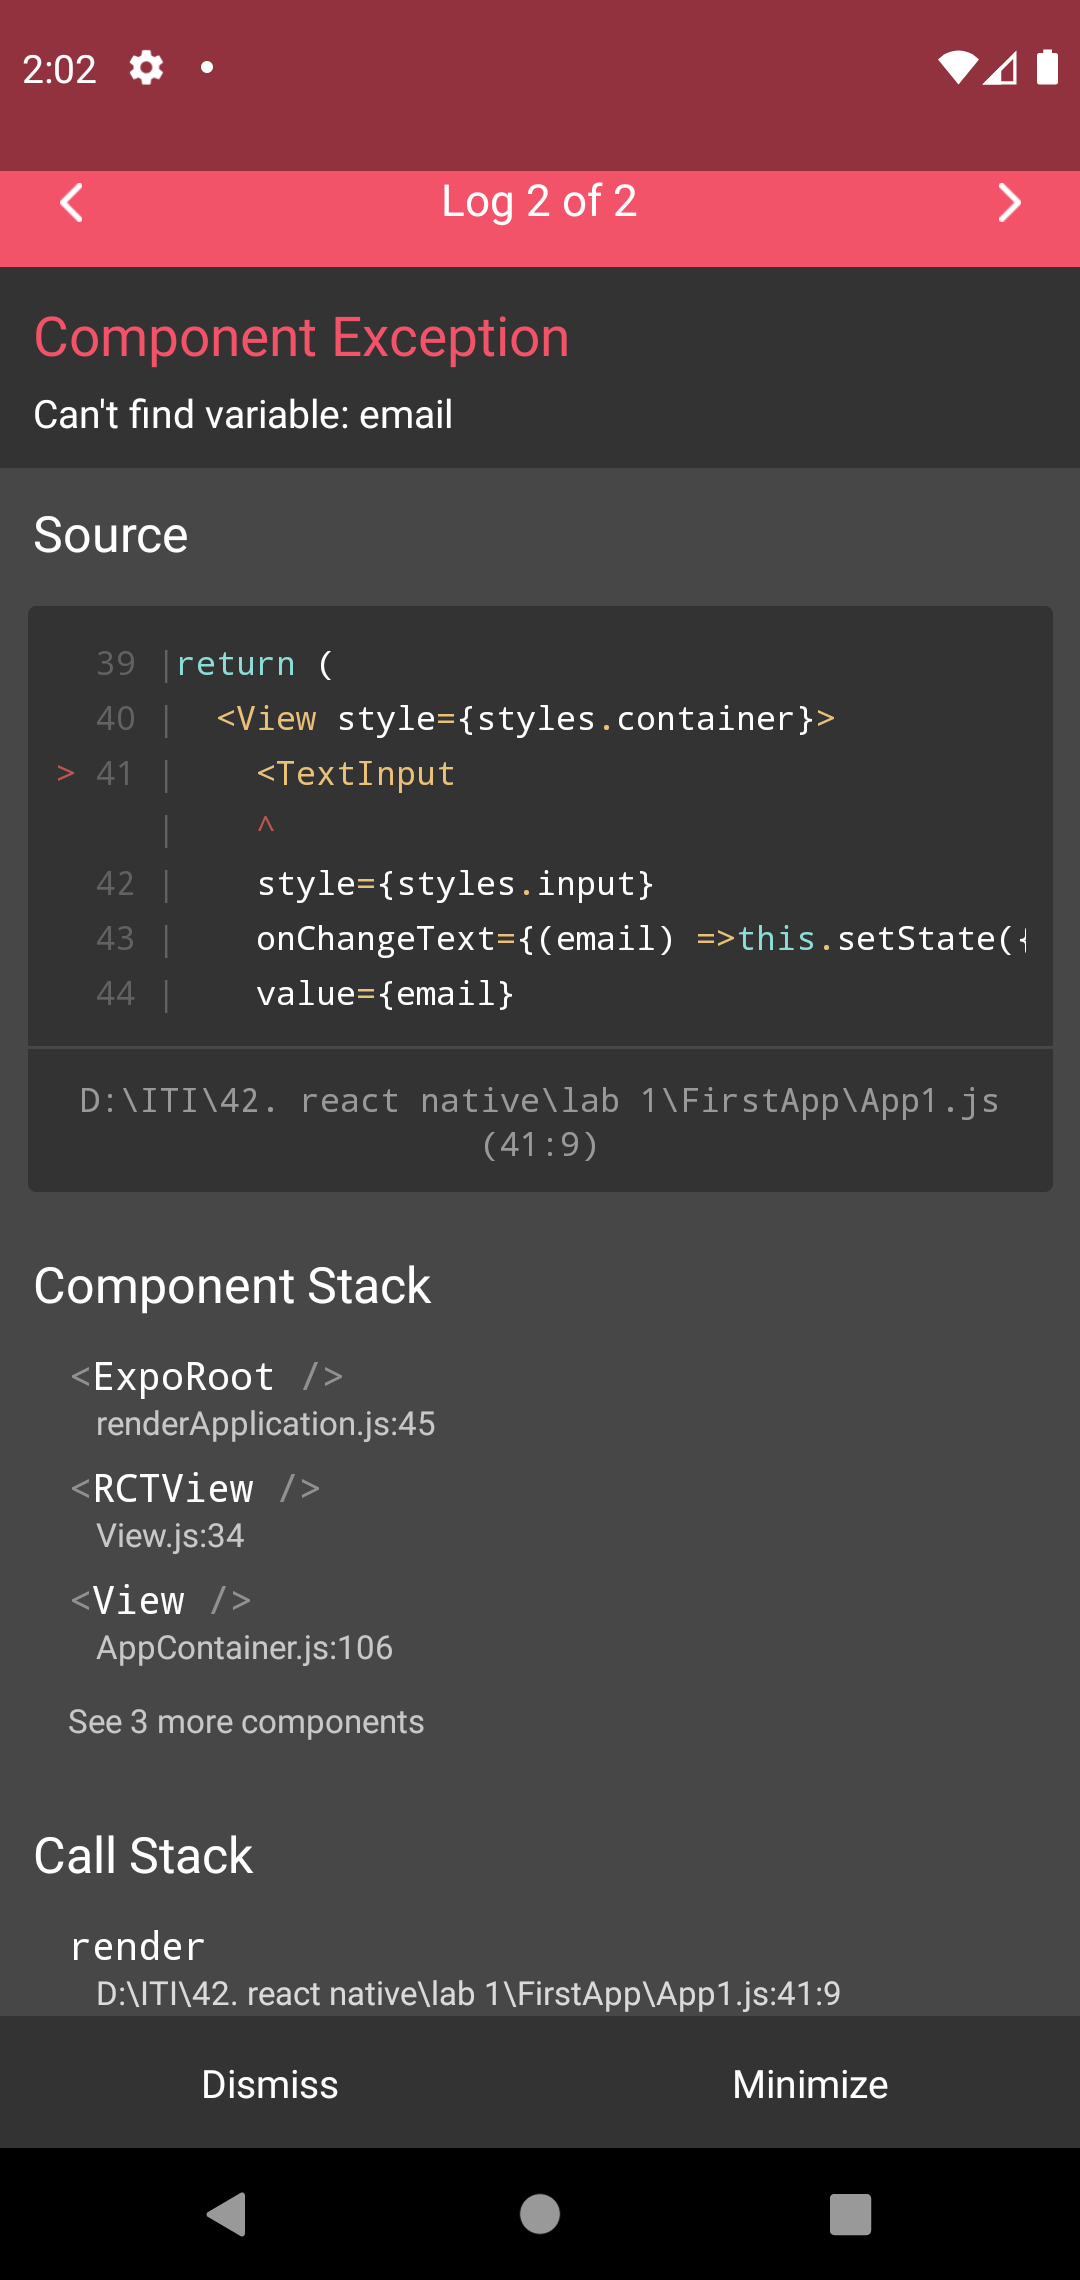 2:02
Log 2 of 2
Component Exception
Can't find variable: email
Source
39 |return (
40 |  <View style={styles.container}>
> 41 |    <TextInput
|    ^
42 |    style={styles.input}
43 |    onChangeText={(email) =>this.setState({
44 |    value={email}
D:\ITI\42. react native\lab 1\FirstApp\App1.js
(41:9)
Component Stack
<ExpoRoot />
renderApplication.js:45
<RCTView />
View.js:34
<View />
AppContainer.js:106
See 3 more components
Call Stack
render
D:\ITI\42. react native\lab 1\FirstApp\App1.js:41:9
Dismiss Minimize